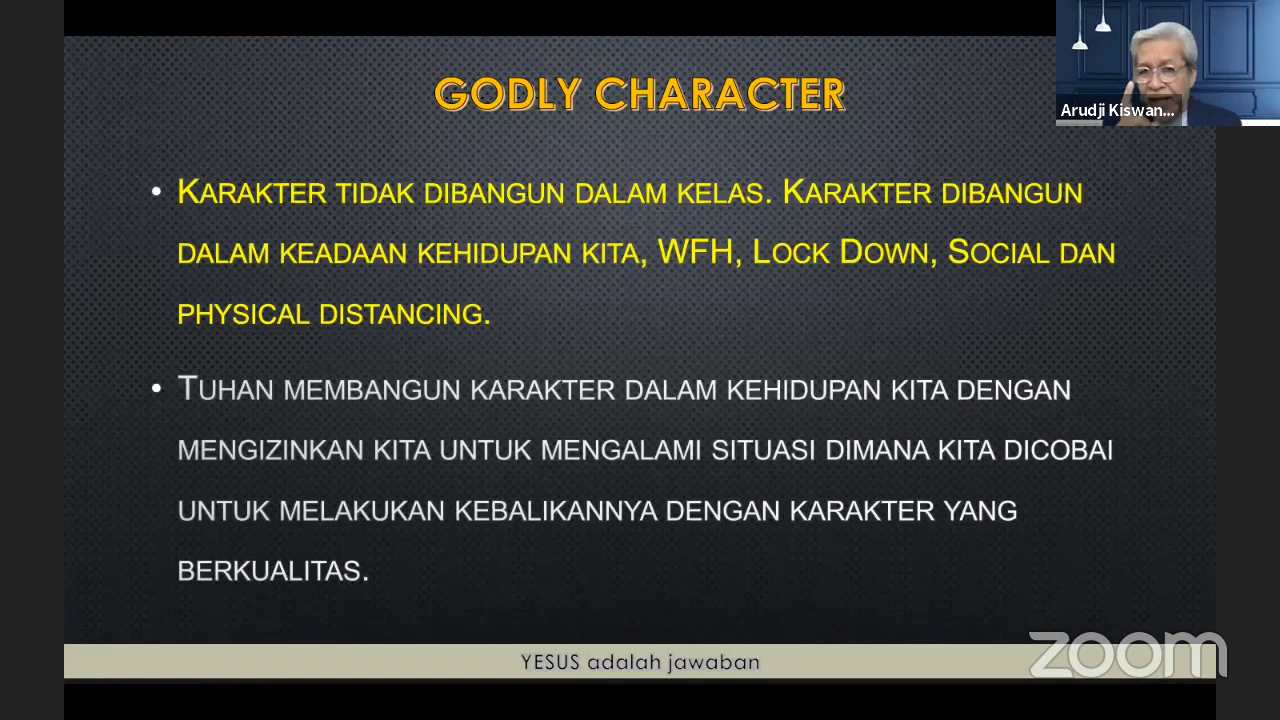 GODLY CHARACTER
Arudji Kiswan...
• KARAKTER TIDAK DIBANGUN DALAM KELAS. KARAKTER DIBANGUN
DALAM KEADAAN KEHIDUPAN KITA, WFH, LOCK DOWN, SOCIAL DAN
PHYSICAL DISTANCING.
• TUHAN MEMBANGUN KARAKTER DALAM KEHIDUPAN KITA DENGAN
MENGIZINKAN KITA UNTUK MENGALAMI SITUASI DIMANA KITA DICOBAI
UNTUK MELAKUKAN KEBALIKANNYA DENGAN KARAKTER YANG
BERKUALITAS.
YESUS adalah jawaban
zoom